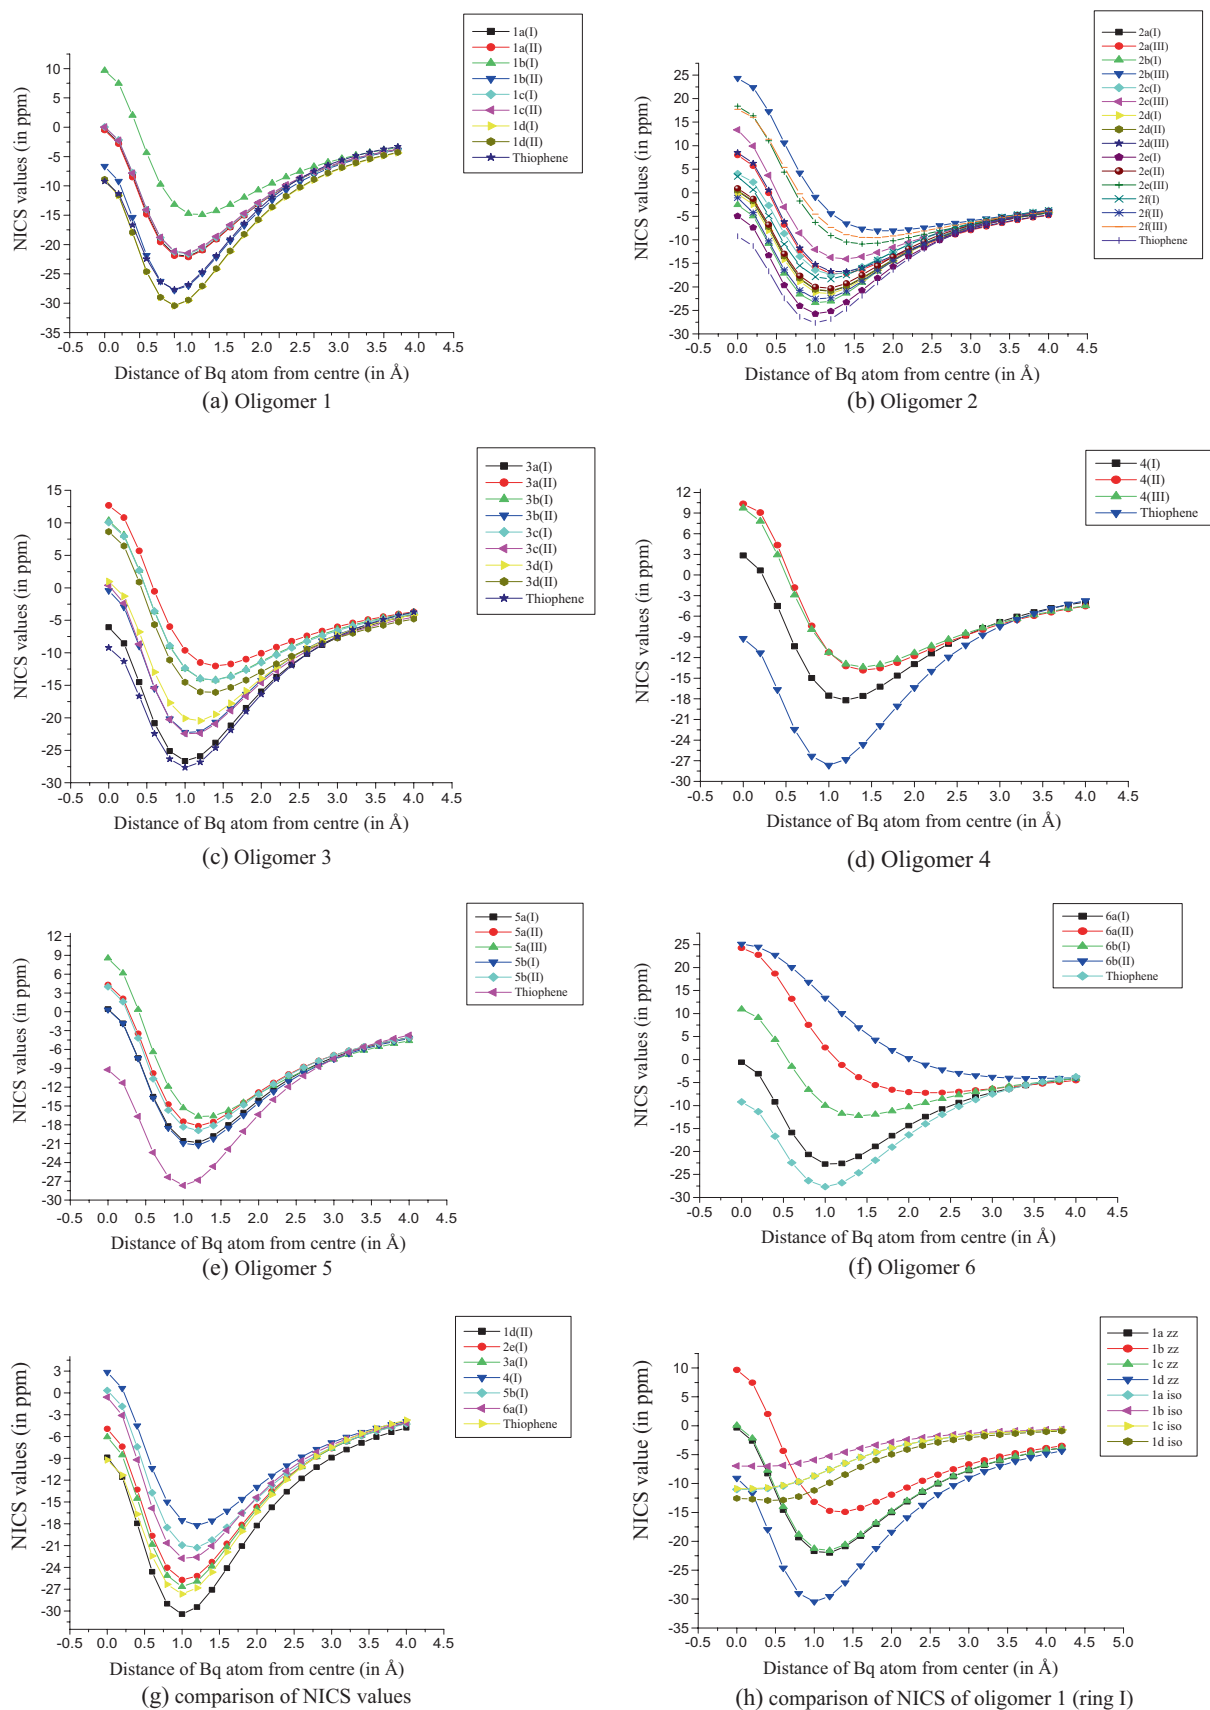 1a(I)
1a(II)
1b(I)
1b(II)
1c(I)
1c(II)
1d(I)
1d(II)
Thiophene
10
5
0
-5
-10
-15
-20
-25
-30
-35
NICS values (in ppm)
-0.5 0.0 0.5 0.0 0.5 2.0 2.5 3.0 3.5 4.0 4.5
Distance of Bq atom from centre (in Å)
(a) Oligomer 1
2a(I)
2a(III)
2b(I)
2b(III)
2c(I)
2c(III)
2d(I)
2d(II)
2d(III)
2e(I)
2e(II)
2e(III)
2f(I)
2f(II)
2f(III)
Thiophene
25
20
15
10
5
0
-5
-10
-15
-20
-25
-30
NICS values (in ppm)
-0.5 0.0 0.5 1.0 1.5 2.0 2.5 3.0 3.5 4.0 4.5
Distance of Bq atom from centre (in Å)
(b) Oligomer 2
3a(I)
3a(II)
3b(I)
3b(II)
3c(I)
3c(II)
3d(I)
3d(II)
Thiophene
15
10
5
0
-5
-10
-15
-20
-25
-30
NICS values (in ppm)
-0.5 0.0 0.5 1.0 1.5 2.0 2.5 3.0 3.5 4.0 4.5
Distance of Bq atom from centre (in Å)
(c) Oligomer 3
4(I)
4(II)
4(III)
Thiophene
12
9
6
3
0
-3
-6
-9
-12
-15
-18
-21
-24
-27
-30
NICS values (in ppm)
-0.5 0.0 0.5 1.0 1.5 2.0 2.5 3.0 3.5 4.0 4.5
Distance of Bq atom from centre (in Å)
(d) Oligomer 4
5a(I)
5a(II)
5a(III)
5b(I)
5b(II)
Thiophene
12
9
6
3
0
-3
-6
-9
-12
-15
-18
-21
-24
-27
-30
NICS values (in ppm)
-0.5 0.0 0.5 1.0 1.5 2.0 2.5 3.0 3.5 4.0 4.5
Distance of Bq atom from centre (in Å)
(e) Oligomer 5
6a(I)
6a(II)
6b(I)
6b(II)
Thiophene
25
20
15
10
5
0
-5
-10
-15
-20
-25
-30
NICS values (in ppm)
-0.5 0.0 0.5 1.0 1.5 2.0 2.5 3.0 3.5 4.0 4.5
Distance of Bq atom from centre (in Å)
(f) Oligomer 6
1d(II)
2e(I)
3a(I)
4(I)
5b(I)
6a(I)
Thiophene
3
0
-3
-6
-9
-12
-15
-18
-21
-24
-27
-30
NICS values (in ppm)
-0.5 0.0 0.5 1.0 1.5 2.0 2.5 3.0 3.5 4.0 4.5
Distance of Bq atom from centre (in Å)
(g) comparison of NICS values
1a zz
1b zz
1c zz
1d zz
1a iso
1b iso
1c iso
1d iso
10
5
0
-5
-10
-15
-20
-25
-30
-35
NICS value (in ppm)
-0.5 0.0 0.5 1.0 1.5 2.0 2.5 3.0 3.5 4.0 4.5 5.0
Distance of Bq atom from center (in Å)
(h) comparison of NICS of oligomer 1 (ring I)